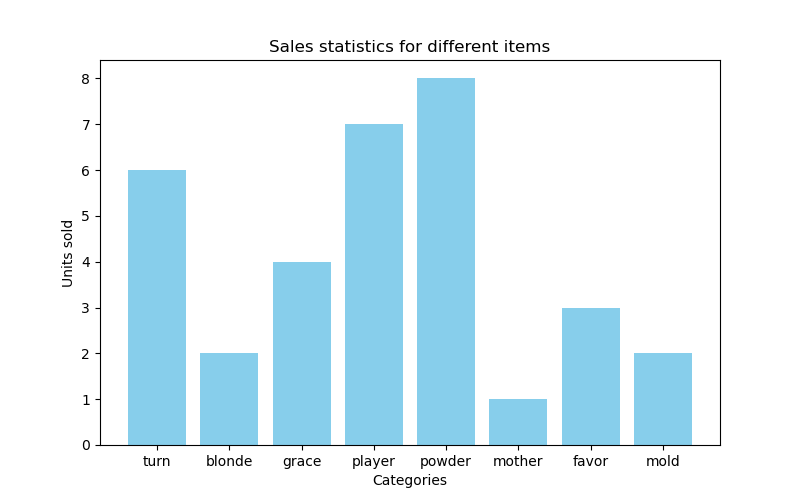 Sales statistics for different items
8
7
6
5
4
3
2
1
0
Units sold
turn blonde grace player powder mother favor mold
Categories